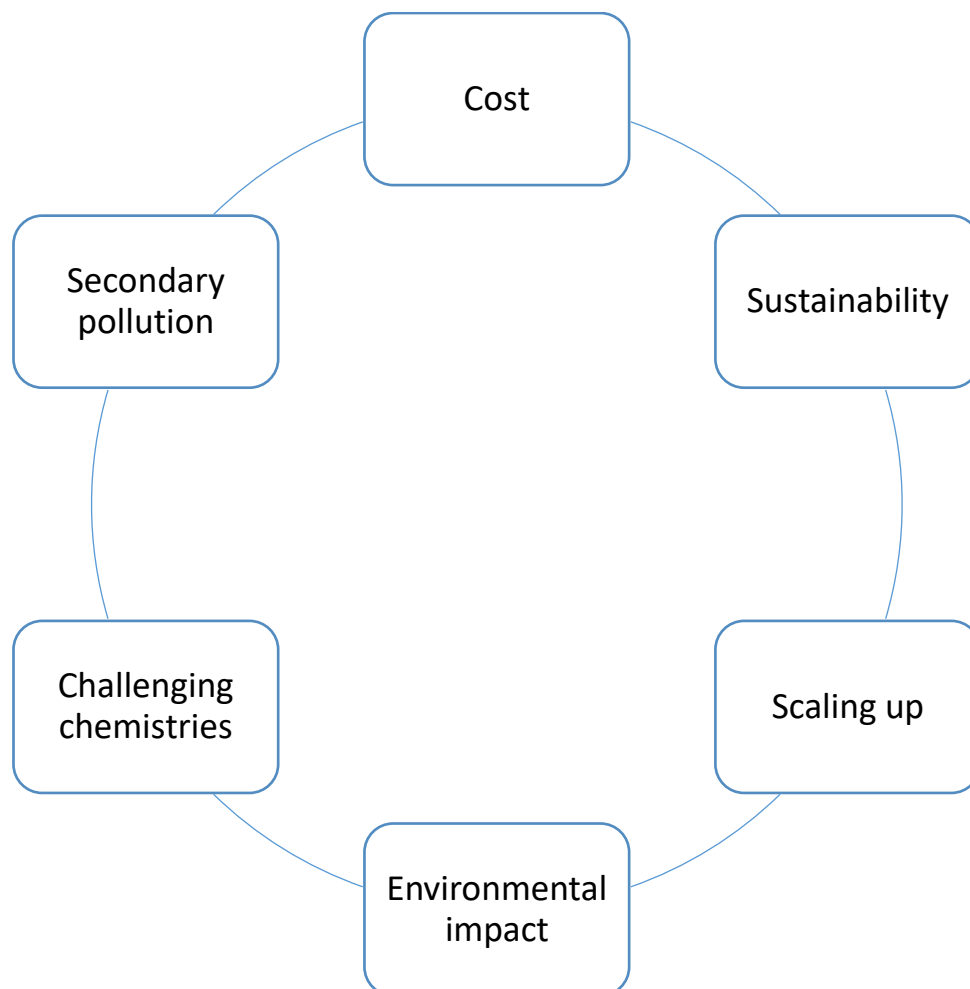 Cost
Sustainability
Scaling up
Environmental
impact
Challenging
chemistries
Secondary
pollution